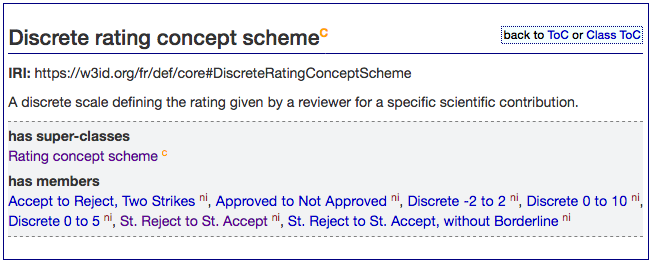 Discrete rating concept scheme c
back to ToC or Class ToC
IRI: https://w3id.org/fr/def/core#DiscreteRatingConceptScheme
A discrete scale defining the rating given by a reviewer for a specific scientific contribution.
has super-classes
Rating concept scheme c
has members
Accept to Reject, Two Strikes ni, Approved to Not Approved ni, Discrete -2 to 2 ni, Discrete 0 to 10 ni,
Discrete 0 to 5 ni, St. Reject to St. Accept ni, St. Reject to St. Accept, without Borderline ni